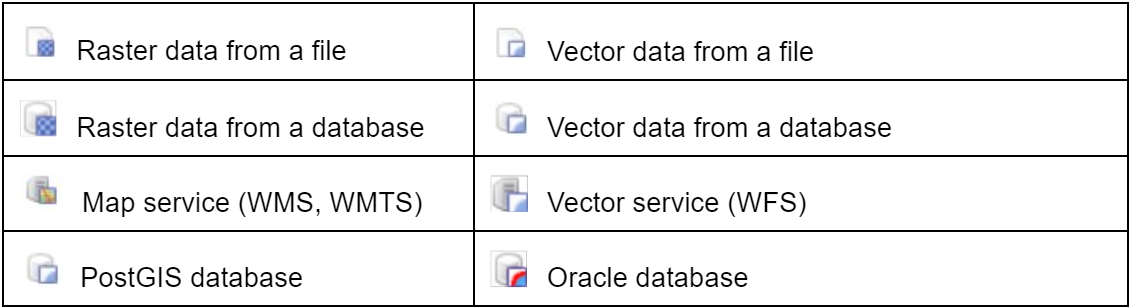 Raster data from a file
Vector data from a file
Raster data from a database
Vector data from a database
Map service (WMS, WMTS)
Vector service (WFS)
PostGIS database
Oracle database